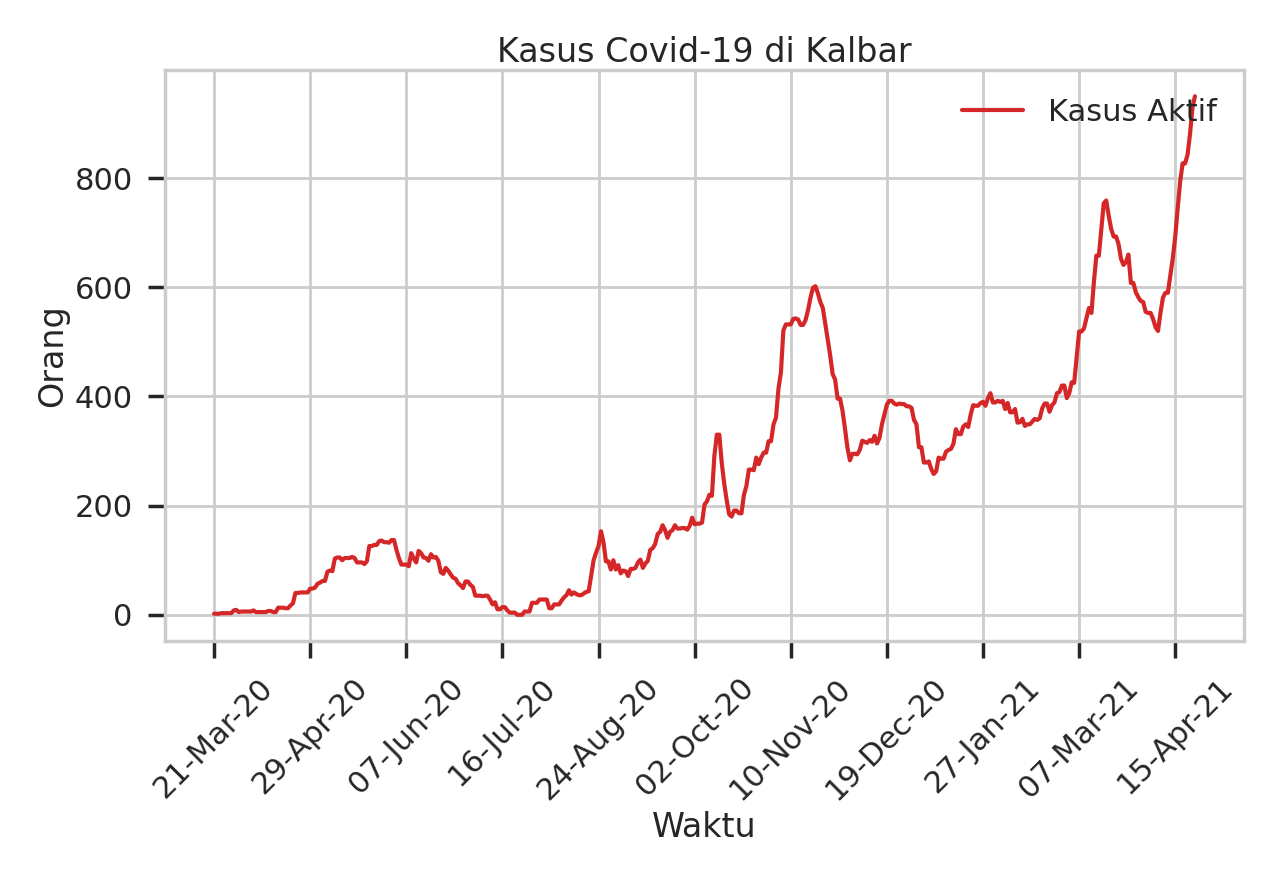 Kasus Covid-19 di Kalbar
Kasus Aktif
Orang
800
600
400
200
0
21-Mar-20
29-Apr-20
07-Jun-20
16-Jul-20
24-Aug-20
02-Oct-20
10-Nov-20
19-Dec-20
27-Jan-21
07-Mar-21
15-Apr-21
Waktu